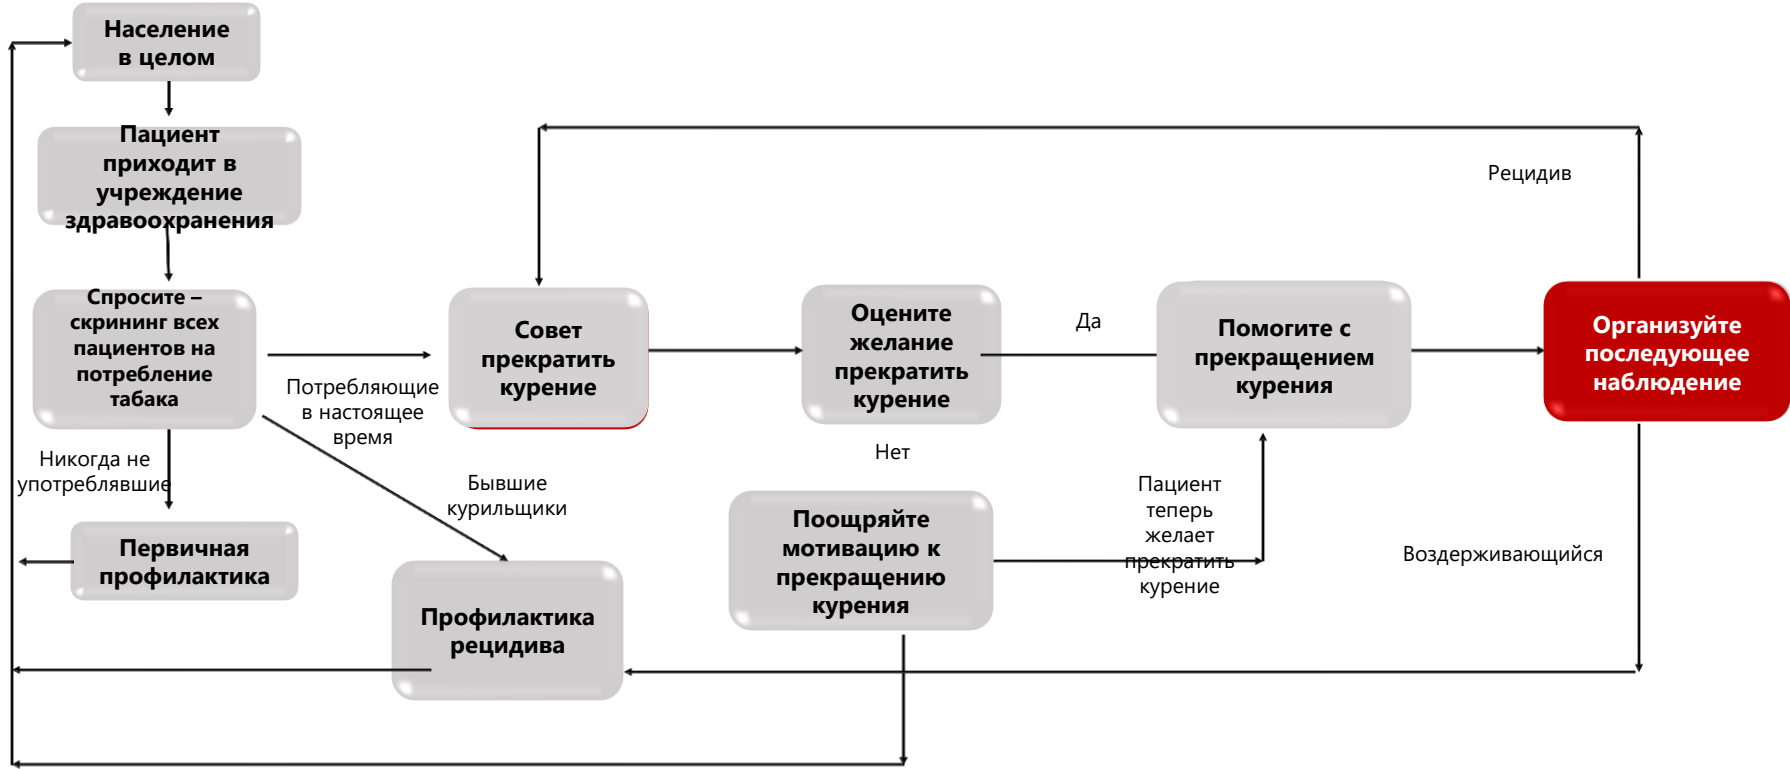 Население
в целом
Пациент
приходит в
учреждение
здравоохранения
Рецидив
Спросите –
скрининг всех
пациентов на
потребление
табака
Потребляющие
в настоящее
время
Совет
прекратить
курение
Оцените
желание
прекратить
курение
Да
Помогите с
прекращением
курения
Организуйте
последующее
наблюдение
Никогда не
употреблявшие
Бывшие
курильщики
Нет
Пациент
теперь
желает
прекратить
курение
Воздерживающийся
Первичная
профилактика
Профилактика
рецидива
Поощряйте
мотивацию к
прекращению
курения